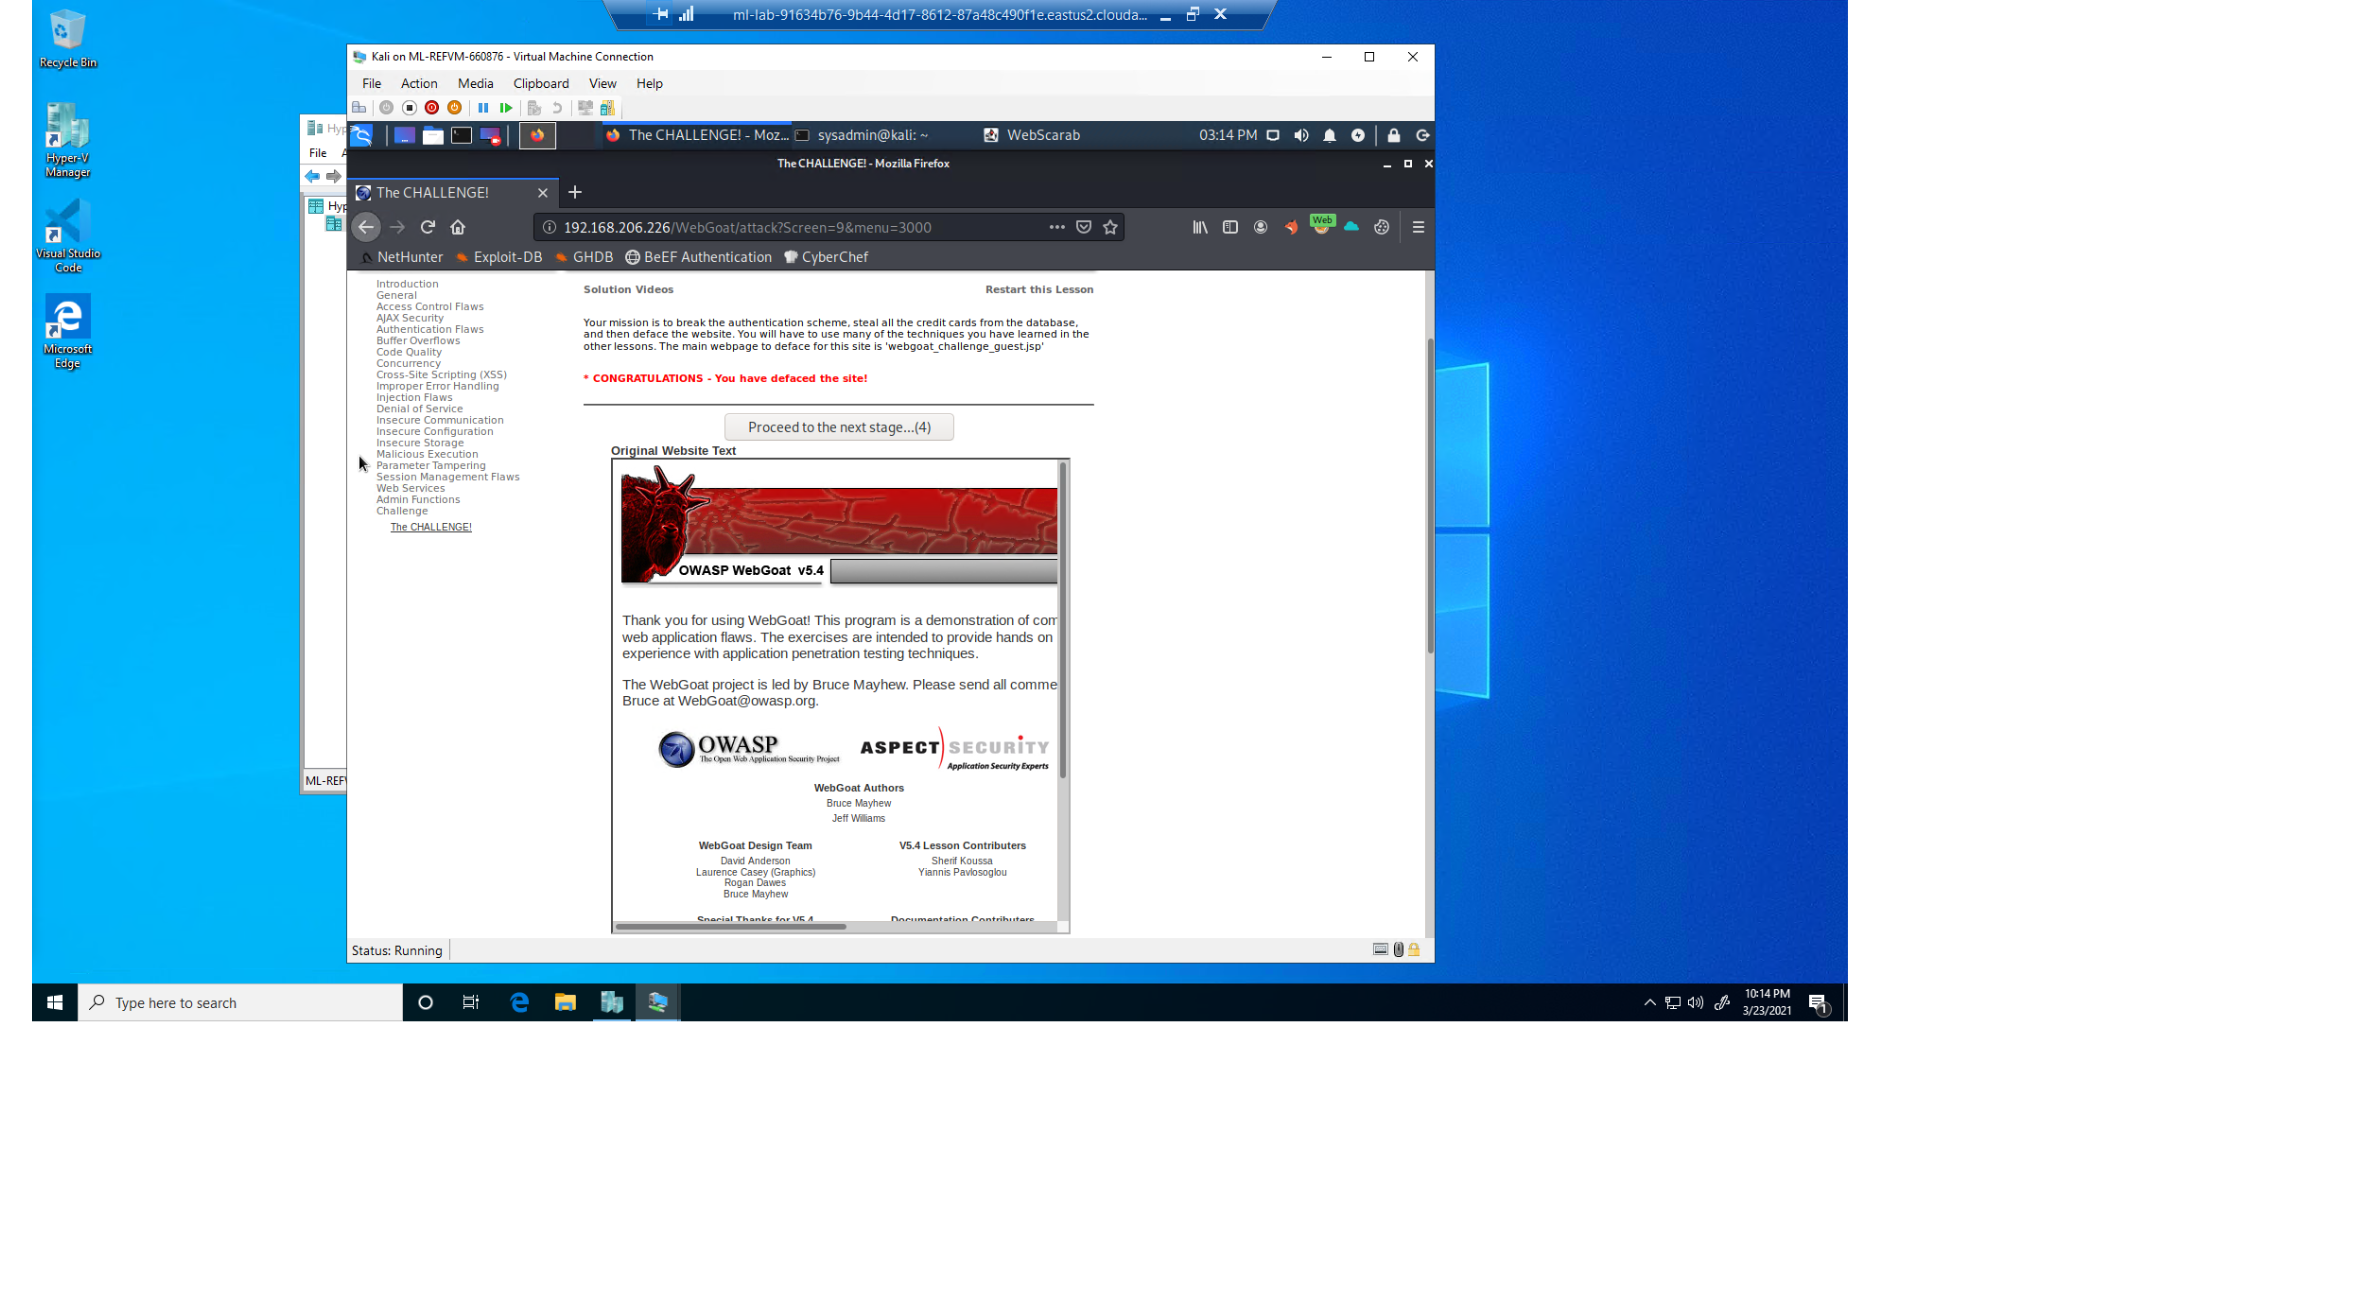 ml-lab-91634b76-9b44-4d17-8612-87a48c490f1e.eastus2.clouda...
Recycle Bin
Hyper-V
Manager
Visual Studio
Code
Microsoft
Edge
Hyp
File A
Hyp
ML-REF
Kali on ML-REFVM-660876 - Virtual Machine Connection
File Action Media Clipboard View Help
The CHALLENGE! - Moz... sysadmin@kali: ~ WebScarab 03:14 PM
The CHALLENGE! - Mozilla Firefox
The CHALLENGE!
192.168.206.226/WebGoat/attack?Screen=9&menu=3000
Web
NetHunter Exploit-DB GHDB BeEF Authentication CyberChef
Introduction
General
Access Control Flaws
AJAX Security
Authentication Flaws
Buffer Overflows
Code Quality
Concurrency
Cross-Site Scripting (XSS)
Improper Error Handling
Injection Flaws
Denial of Service
Insecure Communication
Insecure Configuration
Insecure Storage
Malicious Execution
Parameter Tampering
Session Management Flaws
Web Services
Admin Functions
Challenge
The CHALLENGE!
Solution Videos Restart this Lesson
Your mission is to break the authentication scheme, steal all the credit cards from the database,
and then deface the website. You will have to use many of the techniques you have learned in the
other lessons. The main webpage to deface for this site is 'webgoat_challenge_guest.jsp'
* CONGRATULATIONS - You have defaced the site!
Proceed to the next stage...(4)
Original Website Text
OWASP WebGoat v5.4
Thank you for using WebGoat! This program is a demonstration of com
web application flaws. The exercises are intended to provide hands on
experience with application penetration testing techniques.
The WebGoat project is led by Bruce Mayhew. Please send all comme
Bruce at WebGoat@owasp.org.
OWASP
The Open Web Application Security Project
ASPECT SECURITY
Application Security Experts
WebGoat Authors
Bruce Mayhew
Jeff Williams
WebGoat Design Team
David Anderson
Laurence Casey (Graphics)
Rogan Dawes
Bruce Mayhew
V5.4 Lesson Contributers
Sherif Koussa
Yiannis Pavlosoglou
Special Thanks for V5.4 Documentation Contributers
Status: Running
Type here to search
10:14 PM
3/23/2021
1